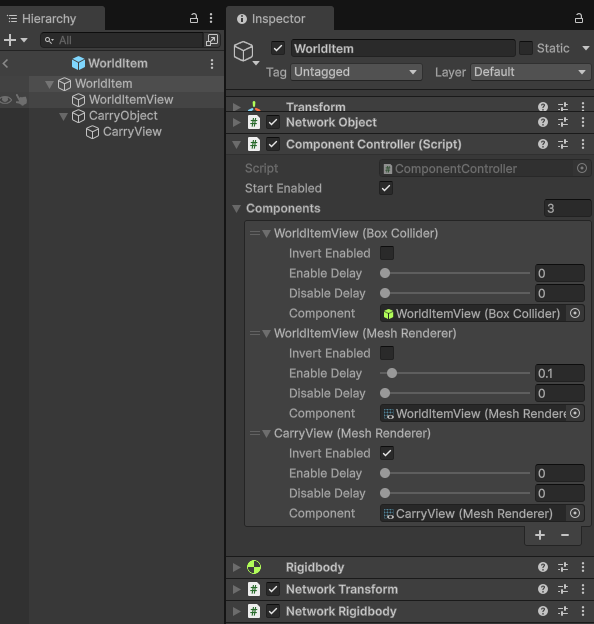 Hierarchy
All
WorldItem
WorldItem
WorldItemView
CarryObject
CarryView
Inspector
WorldItem
Static
Tag Untagged Layer Default
Transform
# Network Object
# Component Controller (Script)
Script # ComponentController
Start Enabled
Components 3
WorldItemView (Box Collider)
Invert Enabled
Enable Delay 0
Disable Delay 0
Component WorldItemView (Box Collider)
WorldItemView (Mesh Renderer)
Invert Enabled
Enable Delay 0.1
Disable Delay 0
Component WorldItemView (Mesh Rendere
CarryView (Mesh Renderer)
Invert Enabled
Enable Delay 0
Disable Delay 0
Component CarryView (Mesh Renderer)
+ −
Rigidbody
# Network Transform
# Network Rigidbody